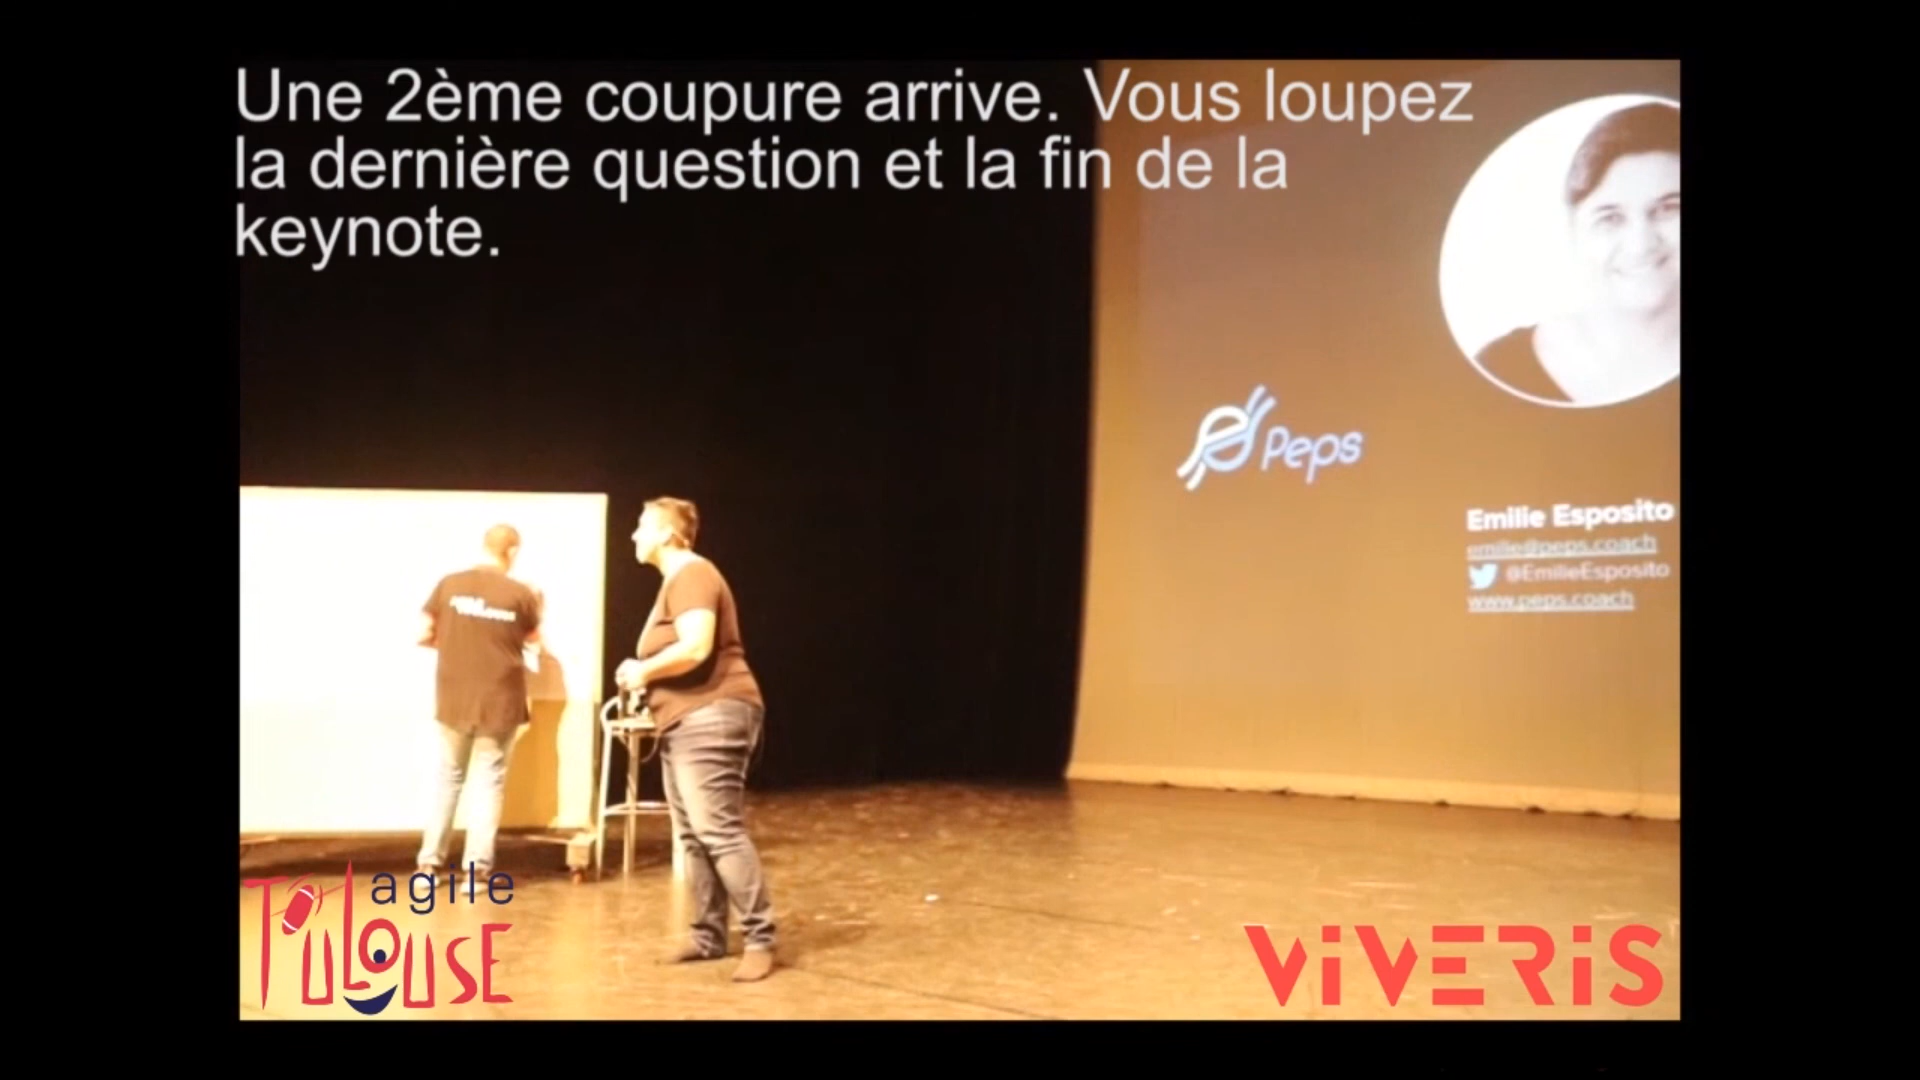 Une 2ème coupure arrive. Vous loupez
la dernière question et la fin de la
keynote.
Peps
Emilie Esposito
emilie@peps.coach
@EmilieEsposito
www.peps.coach
agile
TOULOUSE
ViVERiS